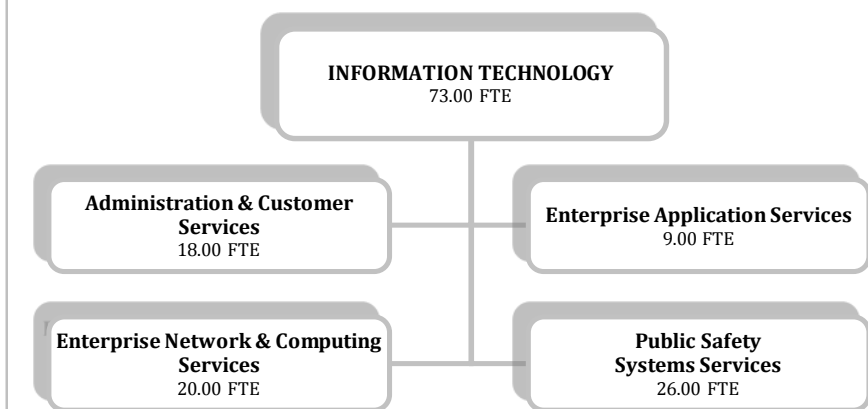 INFORMATION TECHNOLOGY
73.00 FTE
Administration & Customer
Services
18.00 FTE
Enterprise Application Services
9.00 FTE
Enterprise Network & Computing
Services
20.00 FTE
Public Safety
Systems Services
26.00 FTE